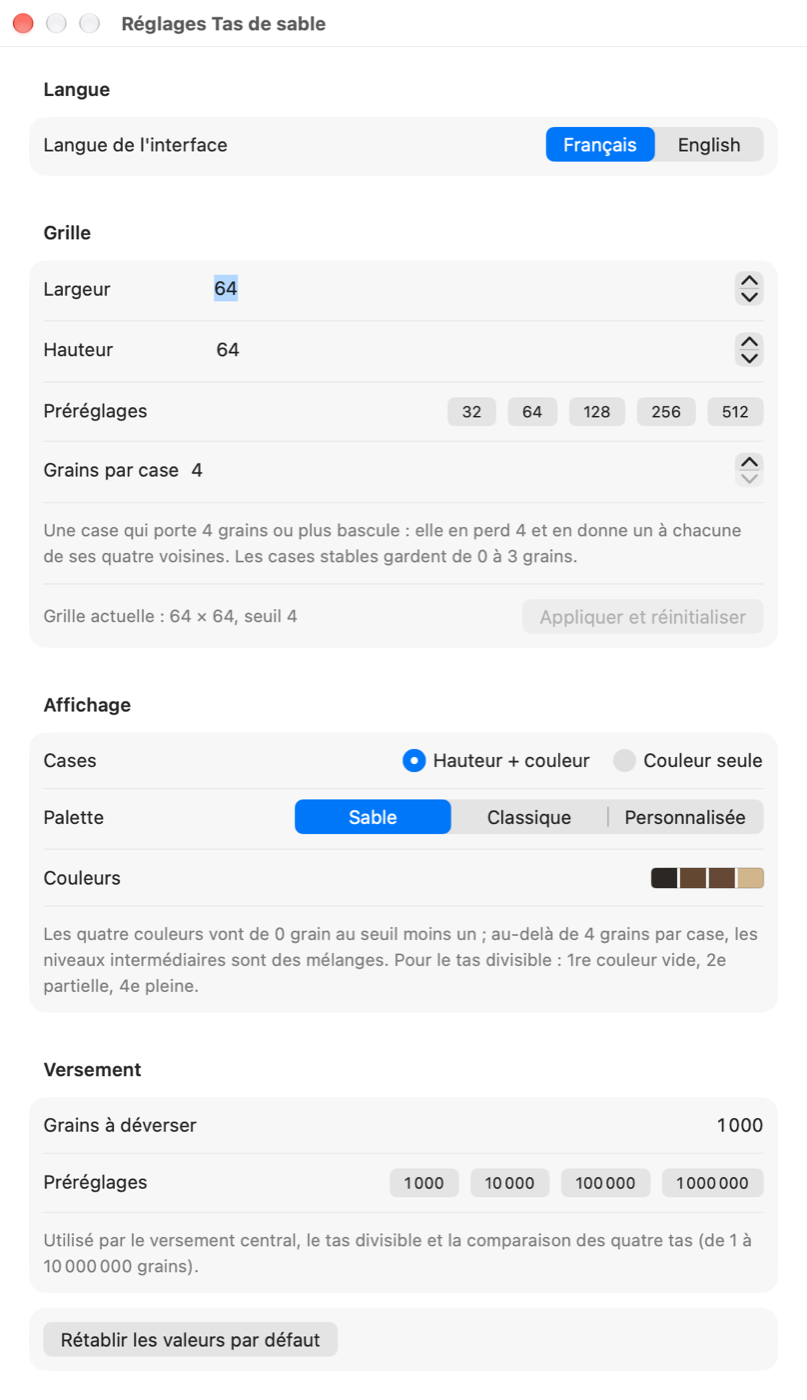 Réglages Tas de sable
Langue
Langue de l'interface Français English
Grille
Largeur 64
Hauteur 64
Préréglages 32 64 128 256 512
Grains par case 4
Une case qui porte 4 grains ou plus bascule : elle en perd 4 et en donne un à chacune
de ses quatre voisines. Les cases stables gardent de 0 à 3 grains.
Grille actuelle : 64 × 64, seuil 4 Appliquer et réinitialiser
Affichage
Cases Hauteur + couleur Couleur seule
Palette Sable Classique Personnalisée
Couleurs
Les quatre couleurs vont de 0 grain au seuil moins un ; au-delà de 4 grains par case, les
niveaux intermédiaires sont des mélanges. Pour le tas divisible : 1re couleur vide, 2e
partielle, 4e pleine.
Versement
Grains à déverser 1 000
Préréglages 1 000 10 000 100 000 1 000 000
Utilisé par le versement central, le tas divisible et la comparaison des quatre tas (de 1 à
10 000 000 grains).
Rétablir les valeurs par défaut